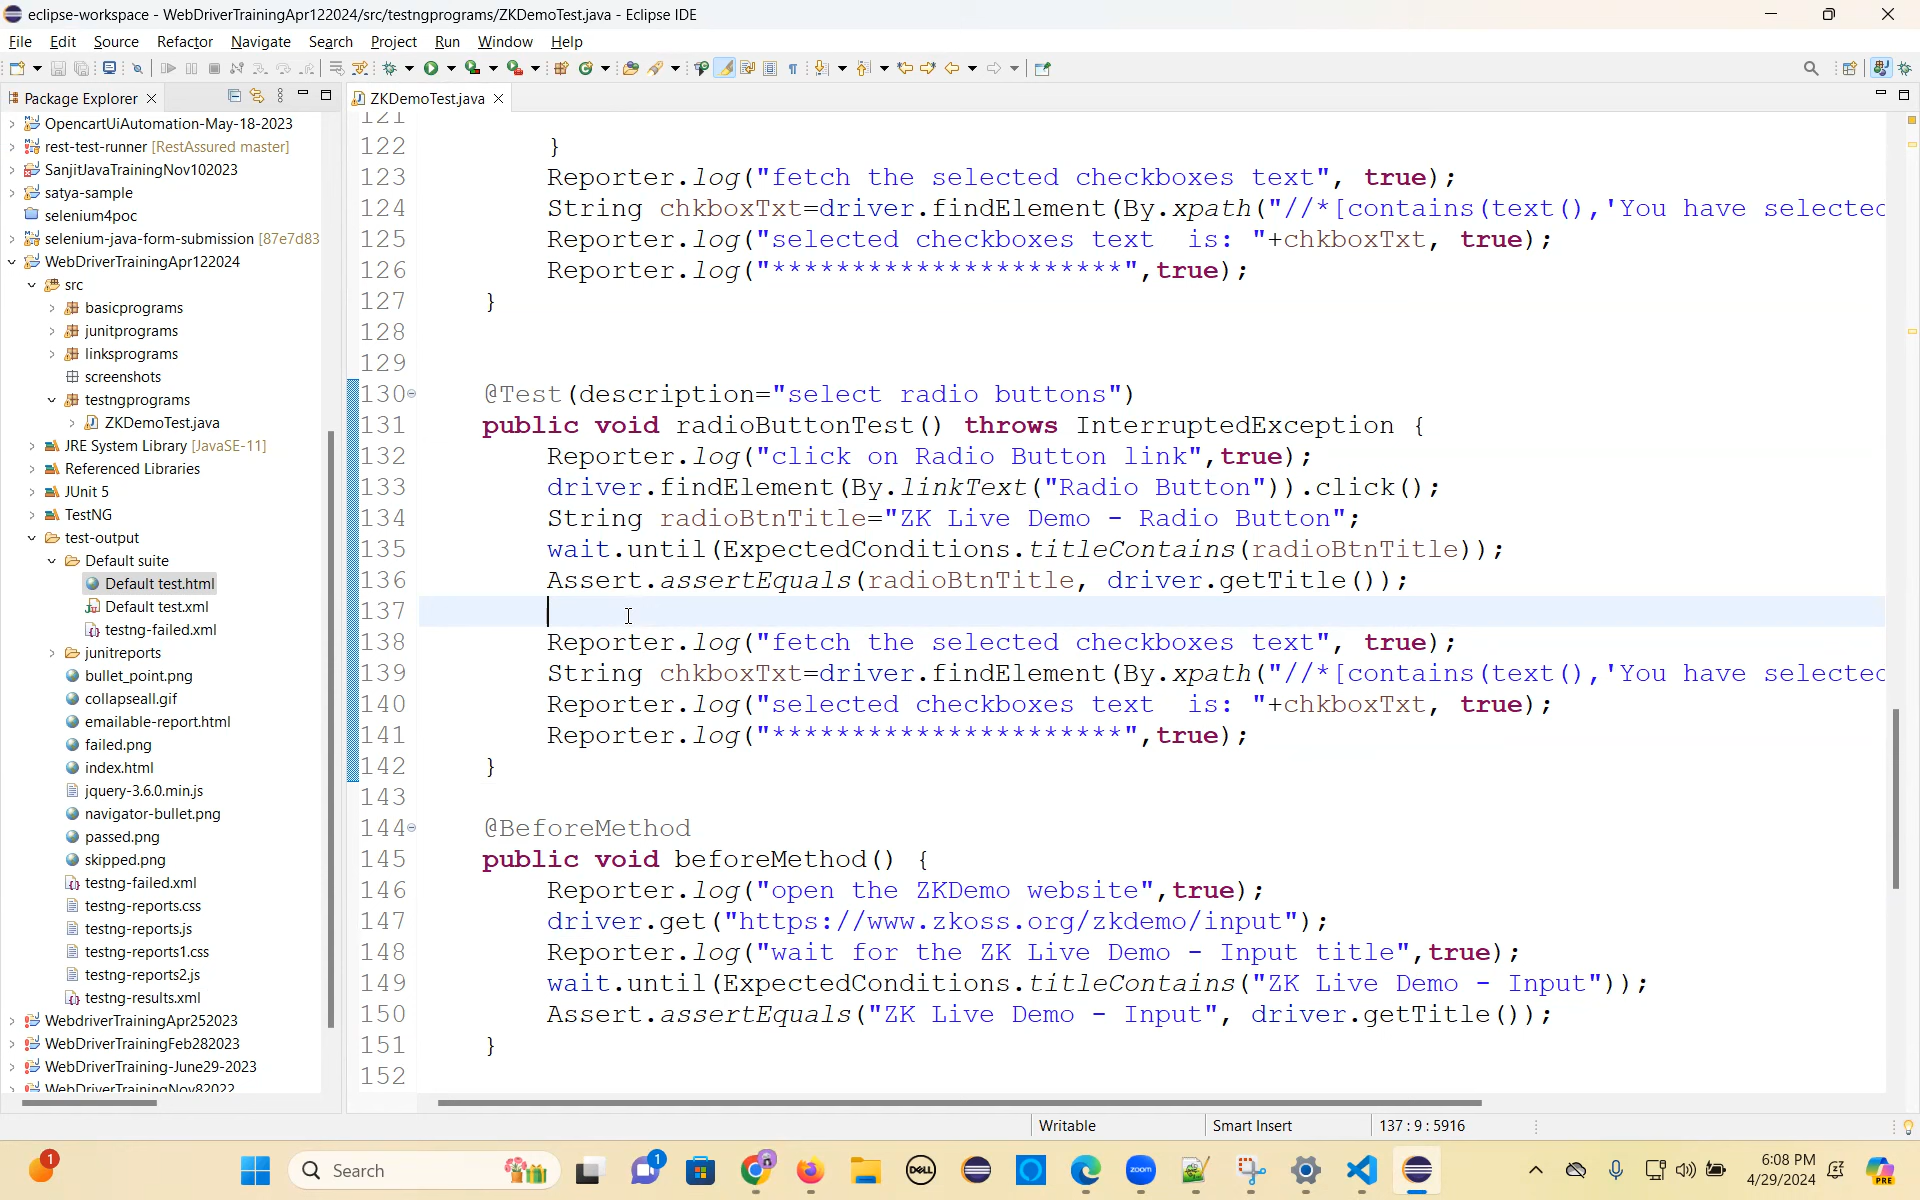 eclipse-workspace - WebDriverTrainingApr122024/src/testngprograms/ZKDemoTest.java - Eclipse IDE
File Edit Source Refactor Navigate Search Project Run Window Help
Package Explorer
ZKDemoTest.java
OpencartUiAutomation-May-18-2023
rest-test-runner [RestAssured master]
SanjitJavaTrainingNov102023
satya-sample
selenium4poc
selenium-java-form-submission [87e7d83
WebDriverTrainingApr122024
src
basicprograms
junitprograms
linksprograms
screenshots
testngprograms
ZKDemoTest.java
JRE System Library [JavaSE-11]
Referenced Libraries
JUnit 5
TestNG
test-output
Default suite
Default test.html
Default test.xml
testng-failed.xml
junitreports
bullet_point.png
collapseall.gif
emailable-report.html
failed.png
index.html
jquery-3.6.0.min.js
navigator-bullet.png
passed.png
skipped.png
testng-failed.xml
testng-reports.css
testng-reports.js
testng-reports1.css
testng-reports2.js
testng-results.xml
WebdriverTrainingApr252023
WebDriverTrainingFeb282023
WebDriverTraining-June29-2023
WebDriverTrainingNov82022
121
122 }
123 Reporter.log("fetch the selected checkboxes text", true);
124 String chkboxTxt=driver.findElement(By.xpath("//*[contains(text(),'You have selected
125 Reporter.log("selected checkboxes text  is: "+chkboxTxt, true);
126 Reporter.log("**********************",true);
127 }
128
129
130 @Test(description="select radio buttons")
131 public void radioButtonTest() throws InterruptedException {
132 Reporter.log("click on Radio Button link",true);
133 driver.findElement(By.linkText("Radio Button")).click();
134 String radioBtnTitle="ZK Live Demo - Radio Button";
135 wait.until(ExpectedConditions.titleContains(radioBtnTitle));
136 Assert.assertEquals(radioBtnTitle, driver.getTitle());
137
138 Reporter.log("fetch the selected checkboxes text", true);
139 String chkboxTxt=driver.findElement(By.xpath("//*[contains(text(),'You have selected
140 Reporter.log("selected checkboxes text  is: "+chkboxTxt, true);
141 Reporter.log("**********************",true);
142 }
143
144 @BeforeMethod
145 public void beforeMethod() {
146 Reporter.log("open the ZKDemo website",true);
147 driver.get("https://www.zkoss.org/zkdemo/input");
148 Reporter.log("wait for the ZK Live Demo - Input title",true);
149 wait.until(ExpectedConditions.titleContains("ZK Live Demo - Input"));
150 Assert.assertEquals("ZK Live Demo - Input", driver.getTitle());
151 }
152
Writable Smart Insert 137 : 9 : 5916
1
Search
1
DELL
zoom
6:08 PM
4/29/2024
PRE